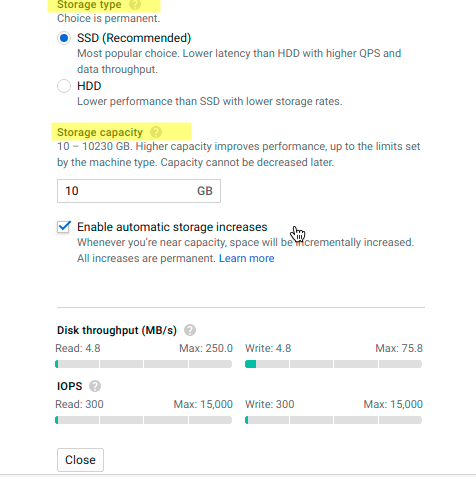 Storage type
Choice is permanent.
SSD (Recommended)
Most popular choice. Lower latency than HDD with higher QPS and
data throughput.
HDD
Lower performance than SSD with lower storage rates.
Storage capacity
10 – 10230 GB. Higher capacity improves performance, up to the limits set
by the machine type. Capacity cannot be decreased later.
10 GB
Enable automatic storage increases
Whenever you're near capacity, space will be incrementally increased.
All increases are permanent. Learn more
Disk throughput (MB/s)
Read: 4.8 Max: 250.0 Write: 4.8 Max: 75.8
IOPS
Read: 300 Max: 15,000 Write: 300 Max: 15,000
Close